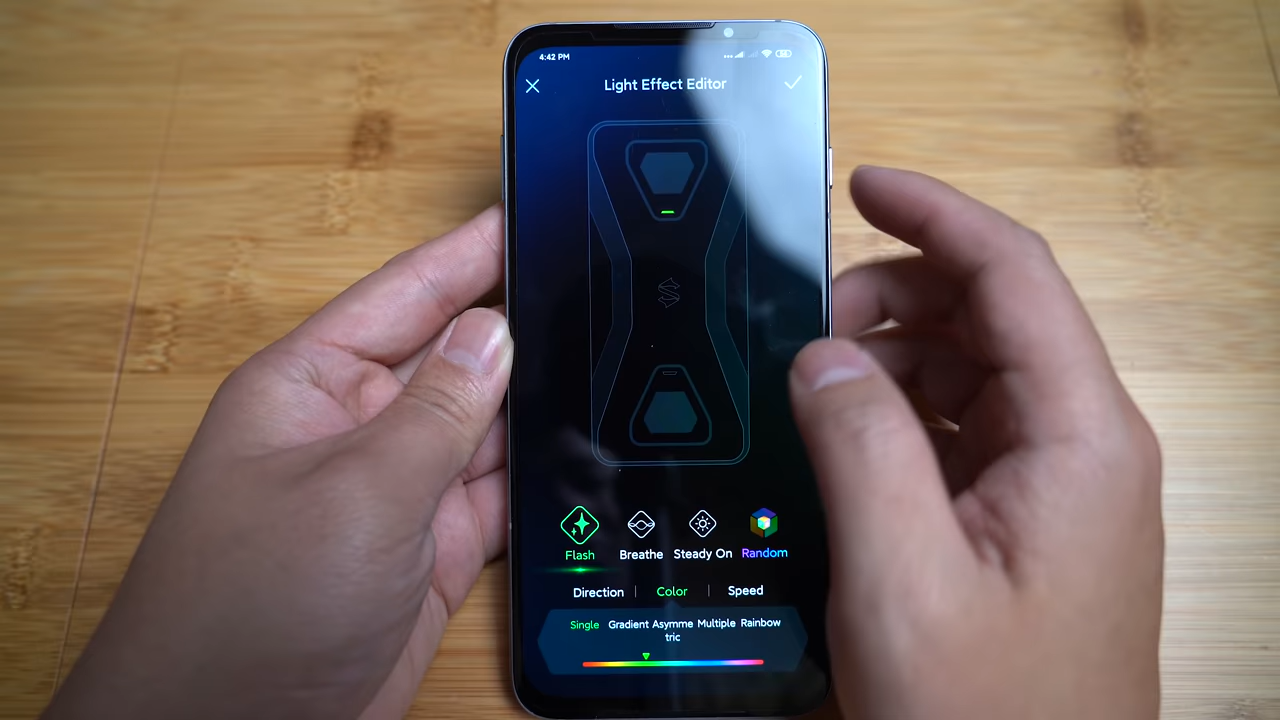 4:42 PM
Light Effect Editor
Flash Breathe Steady On Random
Direction | Color | Speed
Single Gradient Asymme Multiple Rainbow
tric